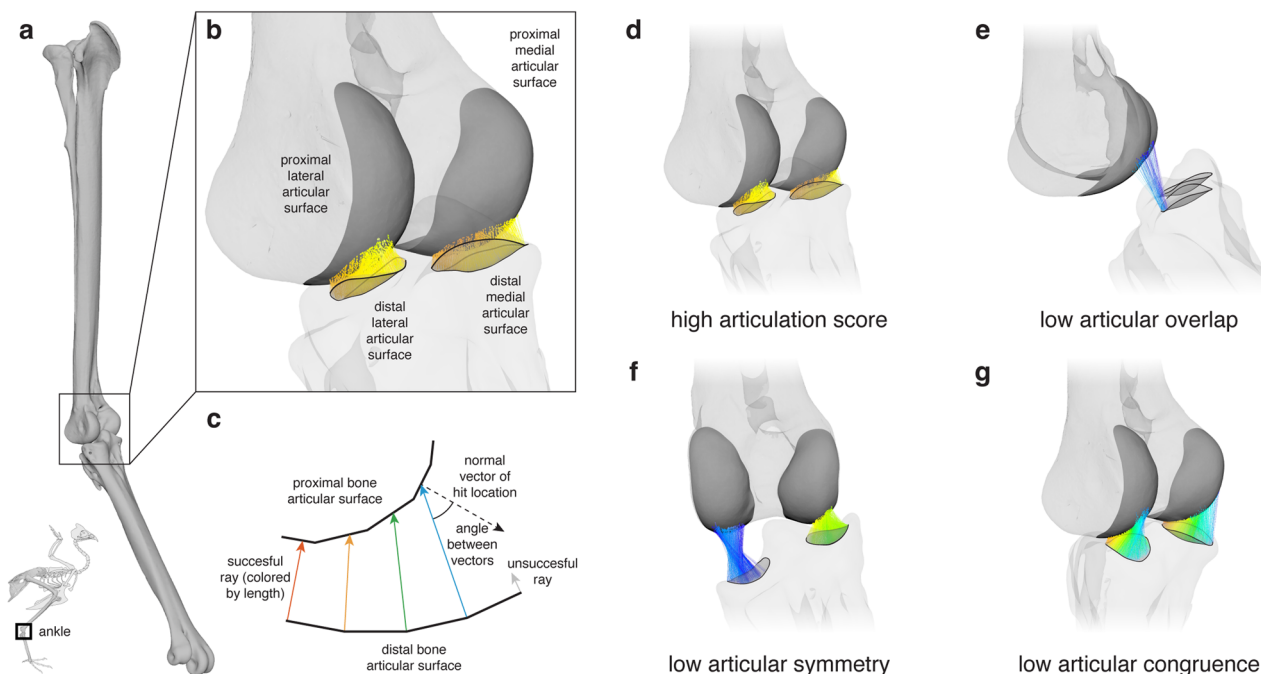 a
ankle
b
proximal
medial
articular
surface
proximal
lateral
articular
surface
distal
lateral
articular
surface
distal
medial
articular
surface
c
proximal bone
articular surface
normal
vector of
hit location
angle
between
vectors
succesful
ray (colored
by length)
unsuccesful
ray
distal bone
articular surface
d
high articulation score
e
low articular overlap
f
low articular symmetry
g
low articular congruence